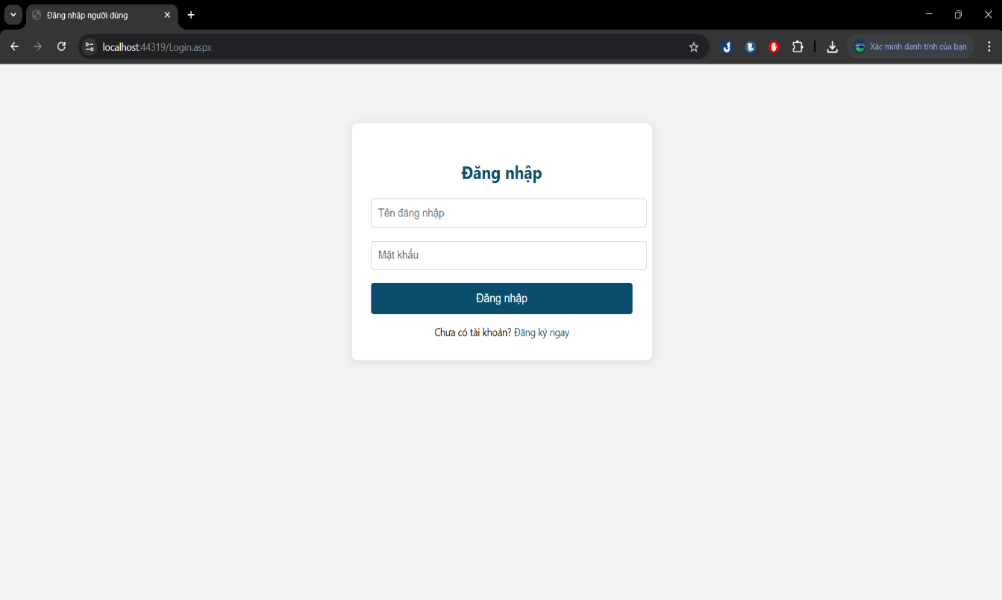 Đăng nhập người dùng
localhost:44319/Login.aspx
Xác minh danh tính của bạn
Đăng nhập
Tên đăng nhập
Mật khẩu
Đăng nhập
Chưa có tài khoản? Đăng ký ngay